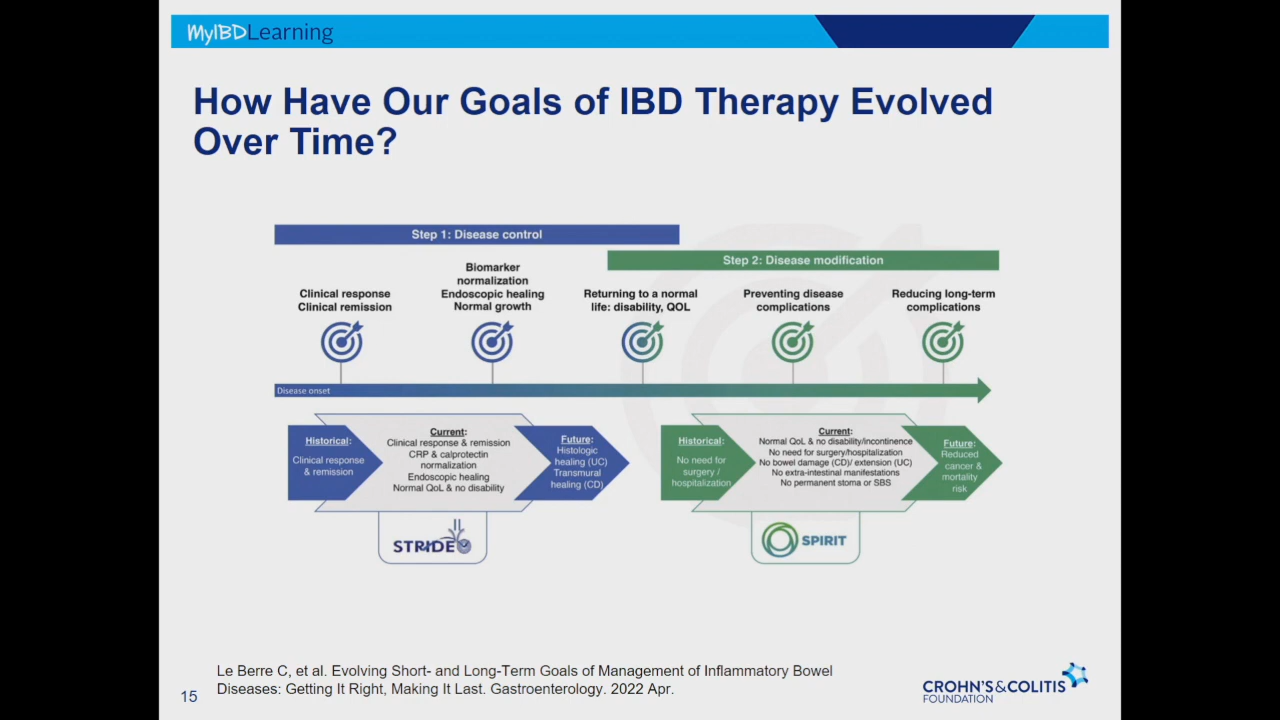 MyIBDLearning
How Have Our Goals of IBD Therapy Evolved
Over Time?
Step 1: Disease control
Step 2: Disease modification
Clinical response
Clinical remission
Biomarker
normalization
Endoscopic healing
Normal growth
Returning to a normal
life: disability, QOL
Preventing disease
complications
Reducing long-term
complications
Disease onset
Historical:
Clinical response
& remission
Current:
Clinical response & remission
CRP & calprotectin
normalization
Endoscopic healing
Normal QoL & no disability
Future:
Histologic
healing (UC)
Transmural
healing (CD)
STRIDE
Historical:
No need for
surgery /
hospitalization
Current:
Normal QoL & no disability/incontinence
No need for surgery/hospitalization
No bowel damage (CD)/ extension (UC)
No extra-intestinal manifestations
No permanent stoma or SBS
Future:
Reduced
cancer &
mortality
risk
SPIRIT
Le Berre C, et al. Evolving Short- and Long-Term Goals of Management of Inflammatory Bowel
Diseases: Getting It Right, Making It Last. Gastroenterology. 2022 Apr.
15
CROHN'S & COLITIS
FOUNDATION